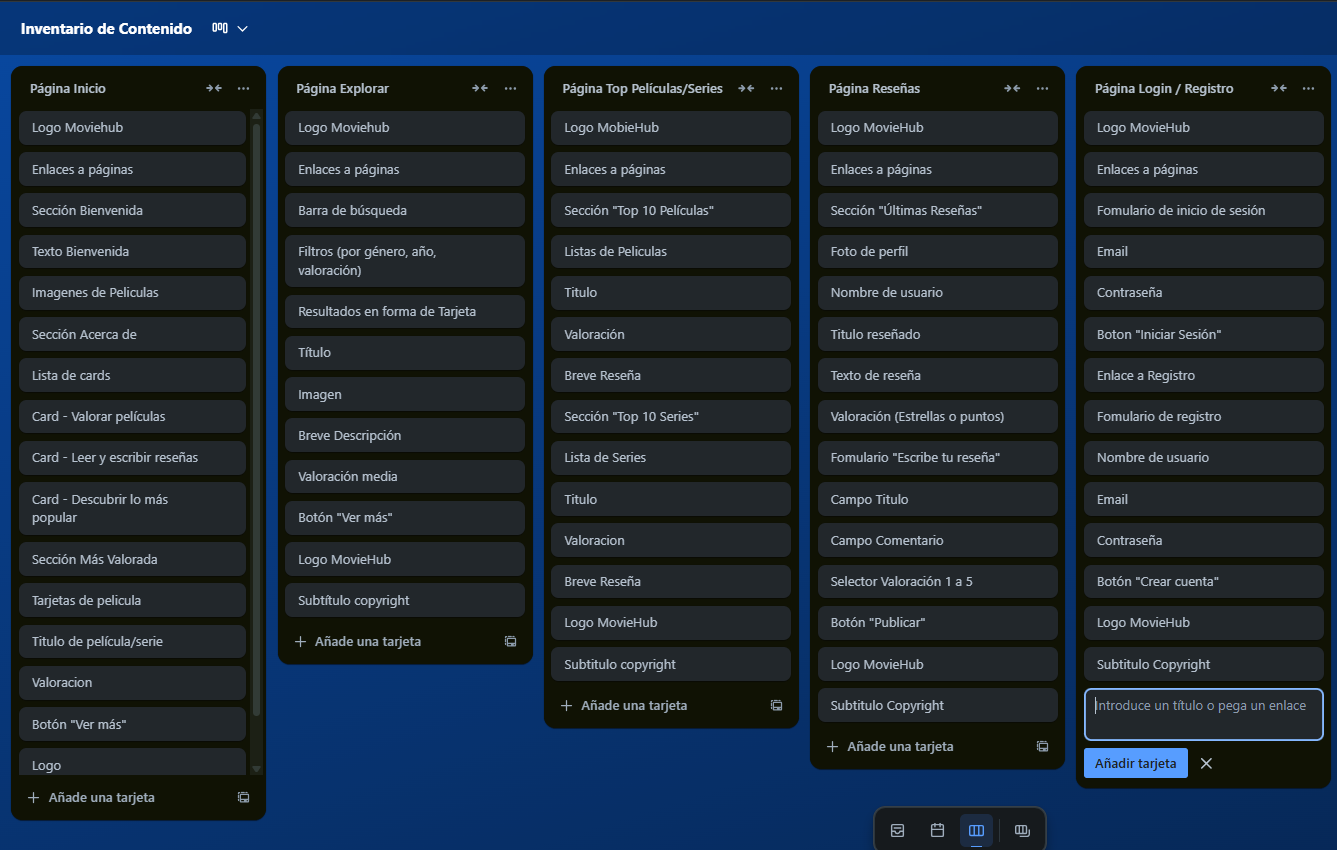 Inventario de Contenido
Página Inicio
Logo Moviehub
Enlaces a páginas
Sección Bienvenida
Texto Bienvenida
Imagenes de Peliculas
Sección Acerca de
Lista de cards
Card - Valorar películas
Card - Leer y escribir reseñas
Card - Descubrir lo más
popular
Sección Más Valorada
Tarjetas de pelicula
Titulo de película/serie
Valoracion
Botón "Ver más"
Logo
Añade una tarjeta
Página Explorar
Logo Moviehub
Enlaces a páginas
Barra de búsqueda
Filtros (por género, año,
valoración)
Resultados en forma de Tarjeta
Título
Imagen
Breve Descripción
Valoración media
Botón "Ver más"
Logo MovieHub
Subtítulo copyright
Añade una tarjeta
Página Top Películas/Series
Logo MobieHub
Enlaces a páginas
Sección "Top 10 Películas"
Listas de Peliculas
Titulo
Valoración
Breve Reseña
Sección "Top 10 Series"
Lista de Series
Titulo
Valoracion
Breve Reseña
Logo MovieHub
Subtitulo copyright
Añade una tarjeta
Página Reseñas
Logo MovieHub
Enlaces a páginas
Sección "Últimas Reseñas"
Foto de perfil
Nombre de usuario
Titulo reseñado
Texto de reseña
Valoración (Estrellas o puntos)
Fomulario "Escribe tu reseña"
Campo Titulo
Campo Comentario
Selector Valoración 1 a 5
Botón "Publicar"
Logo MovieHub
Subtitulo Copyright
Añade una tarjeta
Página Login / Registro
Logo MovieHub
Enlaces a páginas
Fomulario de inicio de sesión
Email
Contraseña
Boton "Iniciar Sesión"
Enlace a Registro
Fomulario de registro
Nombre de usuario
Email
Contraseña
Botón "Crear cuenta"
Logo MovieHub
Subtitulo Copyright
Introduce un título o pega un enlace
Añadir tarjeta